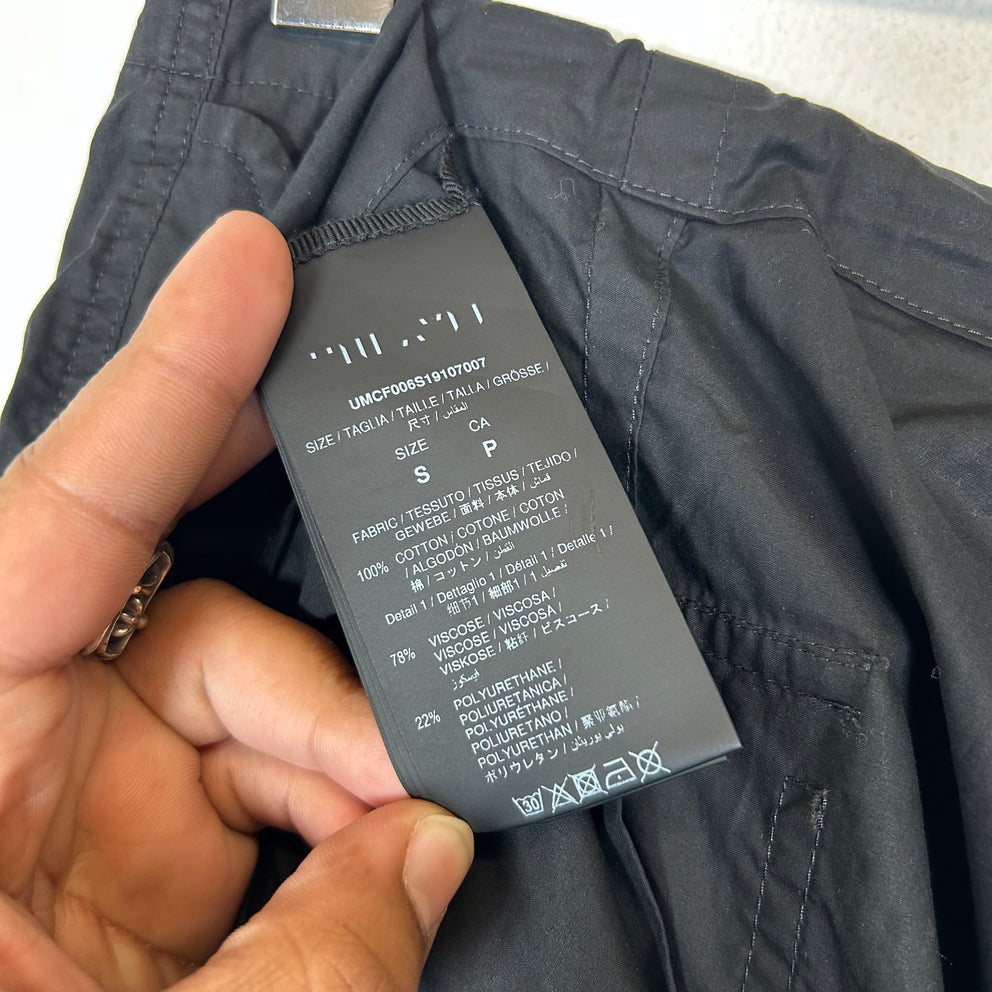 UMCF006S19107007
SIZE / TAGLIA / TAILLE / TALLA / GRÖSSE /
尺寸 / المقاس
SIZE CA
S P
FABRIC / TESSUTO / TISSUS / TEJIDO /
GEWEBE / 面料 / 本体 / قماش
100% COTTON / COTONE / COTON
/ ALGODÓN / BAUMWOLLE /
棉 / コットン / القطن
Detail 1 / Dettaglio 1 / Détail 1 / Detalle 1 /
细节1 / 細部1 / تفصيل 1
78% VISCOSE / VISCOSA /
VISCOSE / VISCOSA /
VISKOSE / 粘纤 / ビスコース /
فيسكوز
22% POLYURETHANE /
POLIURETANICA /
POLYURÉTHANE /
POLIURETANO /
POLYURETHAN / 聚亚氨酯 /
ポリウレタン / بولي يوريثان
30